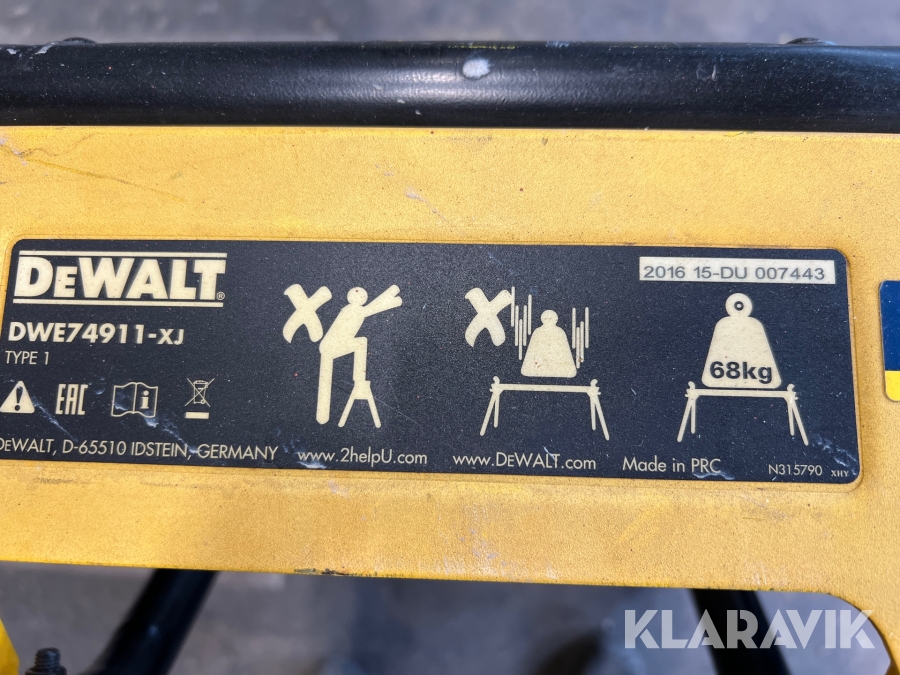 DEWALT®
2016 15-DU 007443
DWE74911-XJ
TYPE 1
68kg
EAC
DEWALT, D-65510 IDSTEIN, GERMANY www.2helpU.com www.DEWALT.com Made in PRC N315790 XHY
KLARAVIK